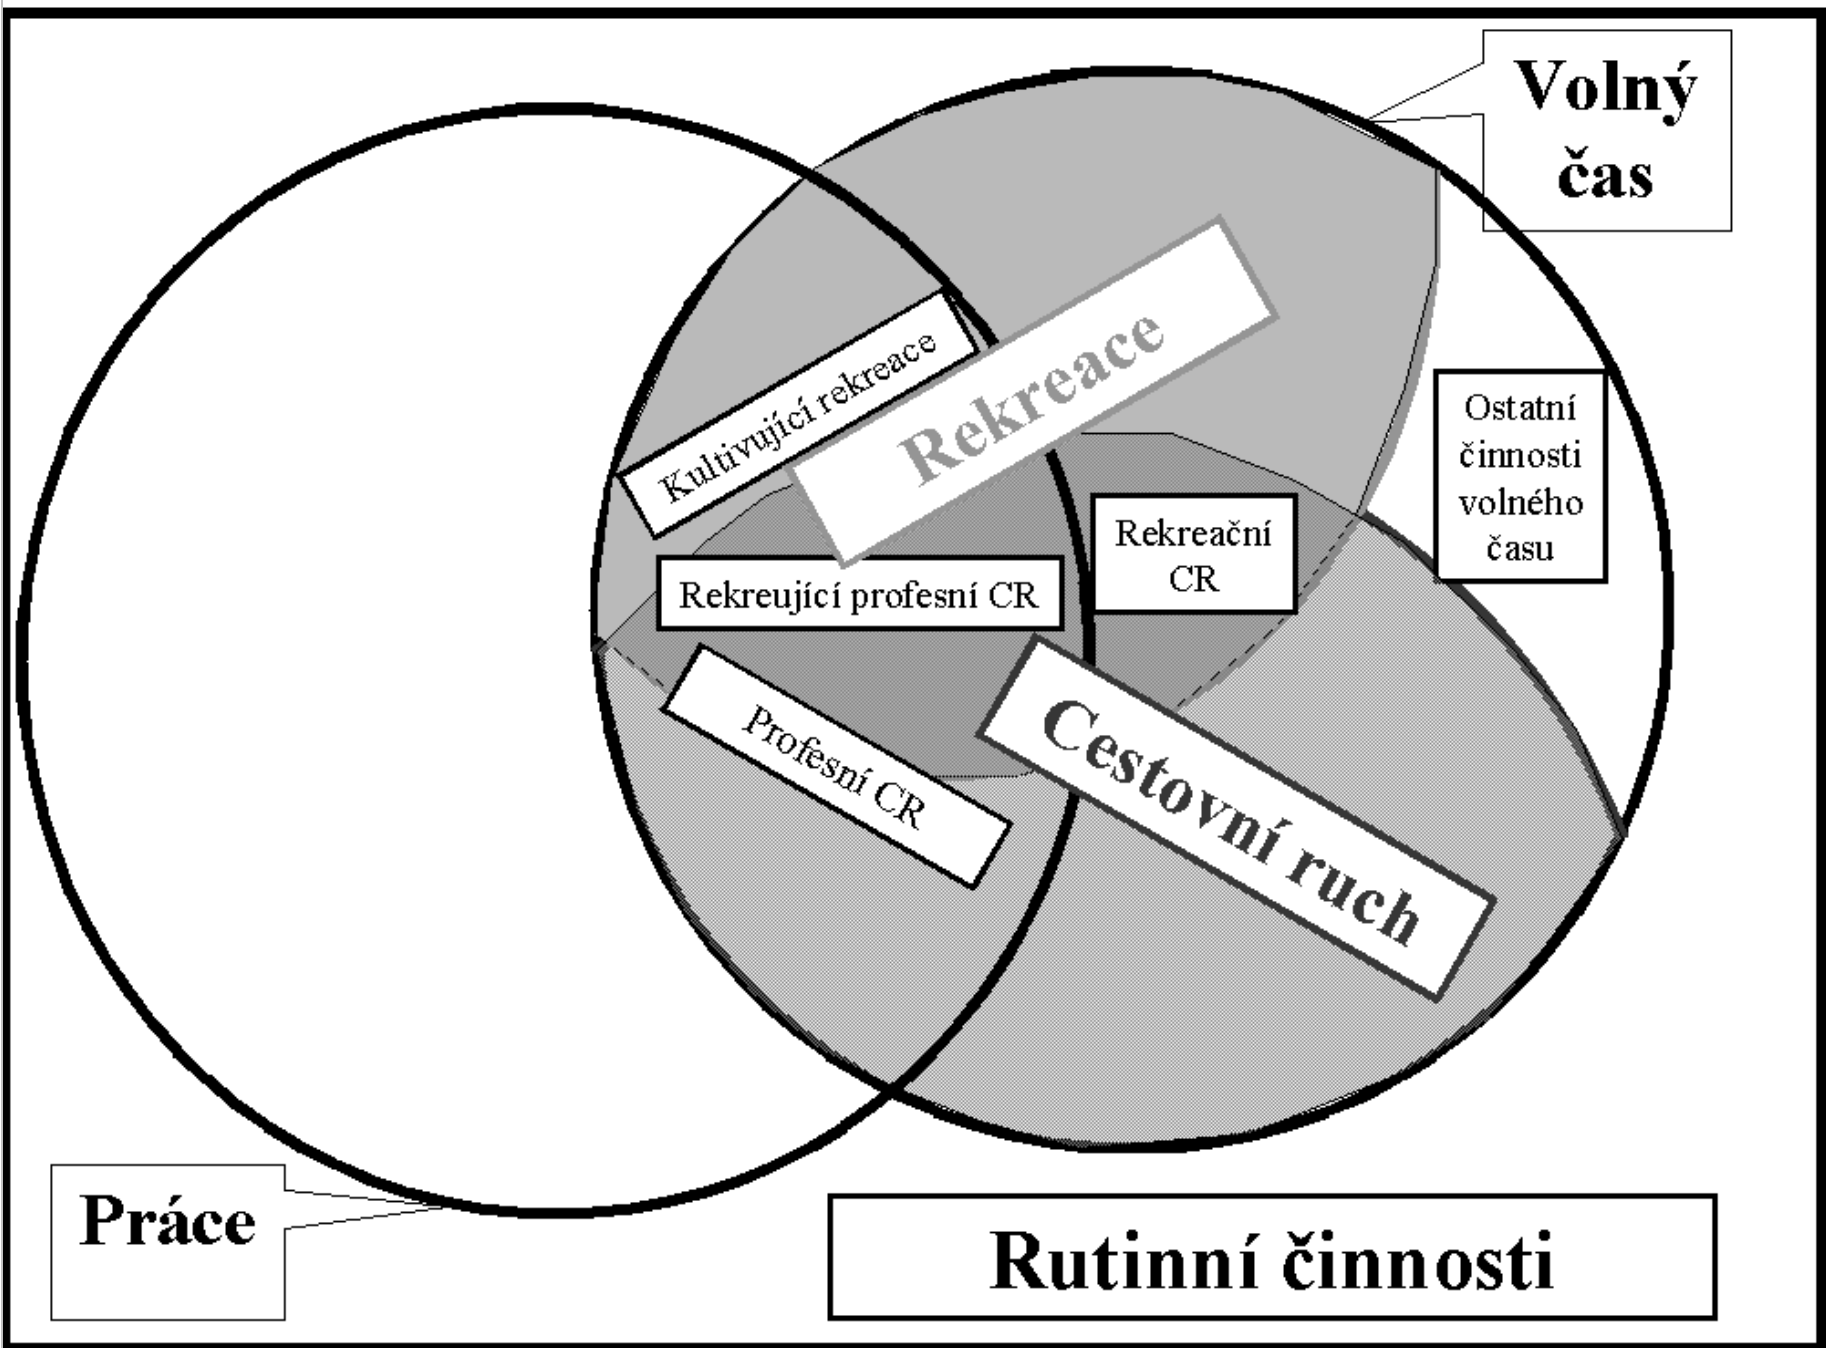 Volný
čas
Kultivující rekreace
Rekreace
Ostatní
činnosti
volného
času
Rekreační
CR
Rekreující profesní CR
Profesní CR
Cestovní ruch
Práce
Rutinní činnosti